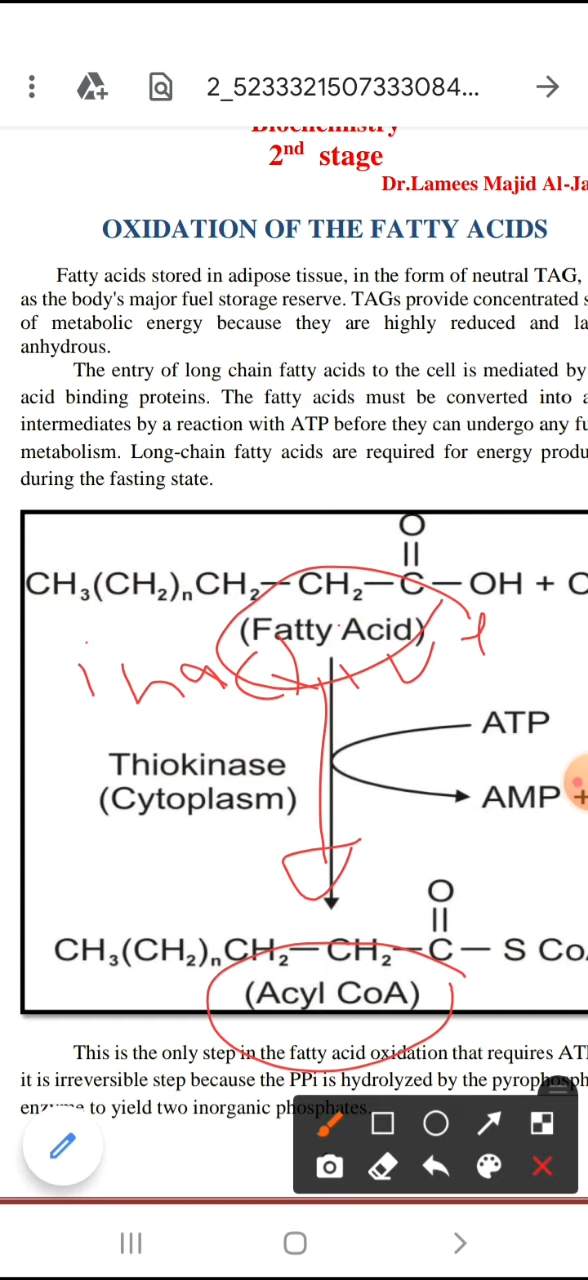 2_5233321507333084...
2nd stage
Dr.Lamees Majid Al-Ja
OXIDATION OF THE FATTY ACIDS
Fatty acids stored in adipose tissue, in the form of neutral TAG,
as the body's major fuel storage reserve. TAGs provide concentrated s
of metabolic energy because they are highly reduced and la
anhydrous.
The entry of long chain fatty acids to the cell is mediated by
acid binding proteins. The fatty acids must be converted into a
intermediates by a reaction with ATP before they can undergo any fu
metabolism. Long-chain fatty acids are required for energy produ
during the fasting state.
O
||
CH₃(CH₂)ₙCH₂—CH₂—C—OH + C
(Fatty Acid)
ATP
Thiokinase
(Cytoplasm)
AMP +
O
||
CH₃(CH₂)ₙCH₂—CH₂—C—S Co
(Acyl CoA)
This is the only step in the fatty acid oxidation that requires AT
it is irreversible step because the PPi is hydrolyzed by the pyrophosph
to yield two inorganic phosphates.